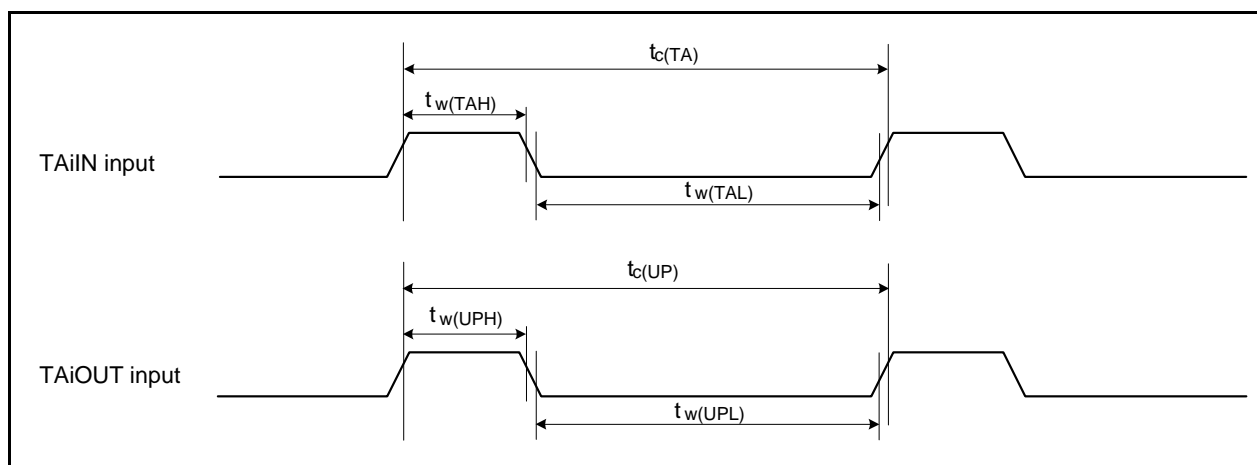 tc(TA)
tw(TAH)
TAiIN input
tw(TAL)
tc(UP)
tw(UPH)
TAiOUT input
tw(UPL)